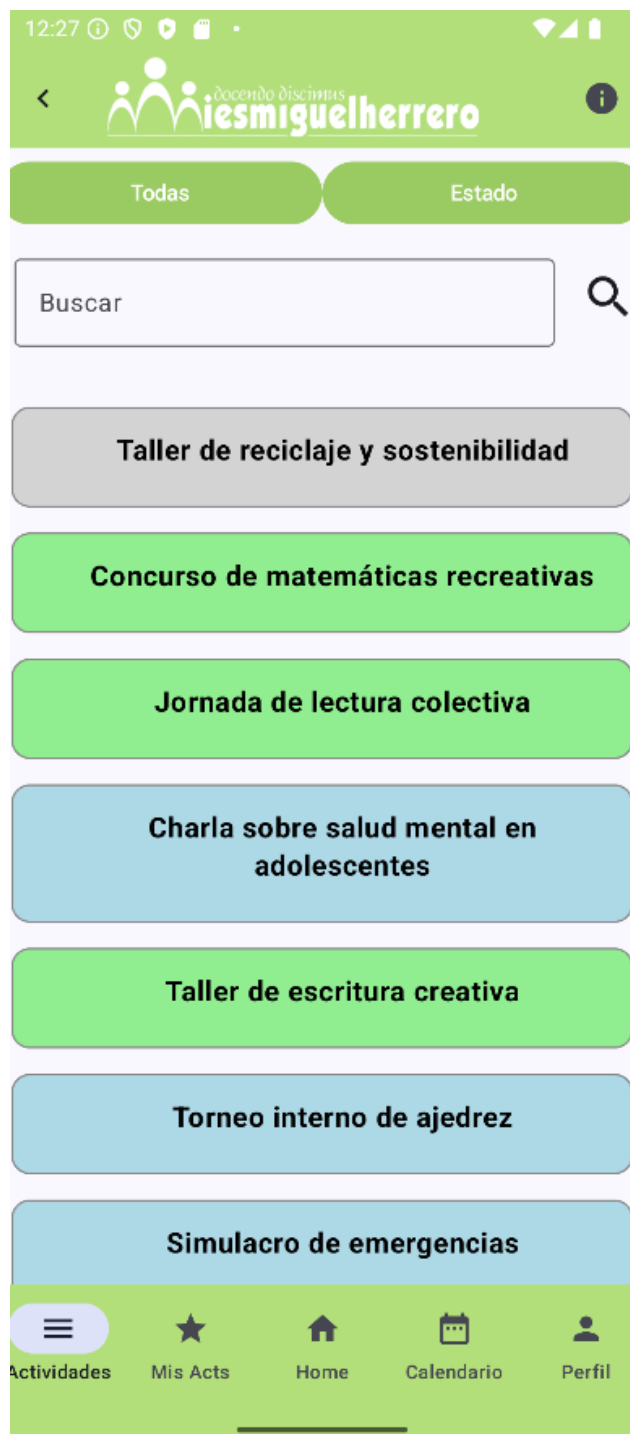 12:27
docendo discimus
iesmiguelherrero
Todas
Estado
Buscar
Taller de reciclaje y sostenibilidad
Concurso de matemáticas recreativas
Jornada de lectura colectiva
Charla sobre salud mental en
adolescentes
Taller de escritura creativa
Torneo interno de ajedrez
Simulacro de emergencias
Actividades
Mis Acts
Home
Calendario
Perfil